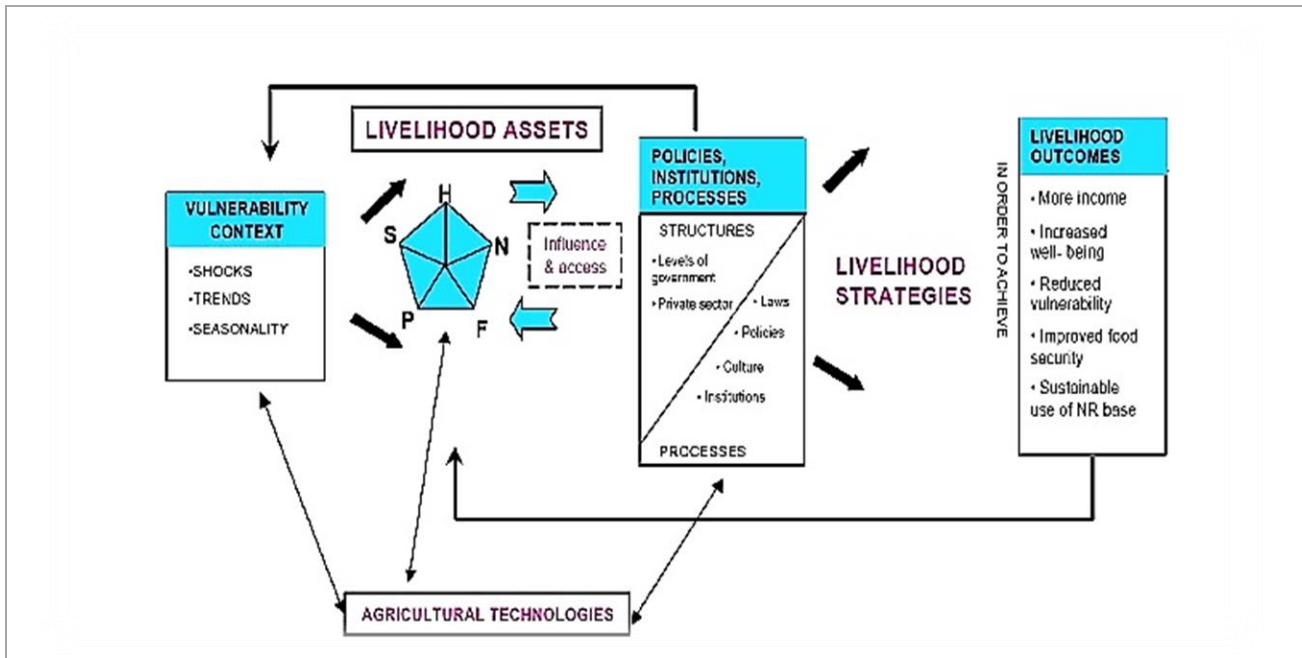 LIVELIHOOD ASSETS
VULNERABILITY
CONTEXT
•SHOCKS
•TRENDS
•SEASONALITY
H
S
N
P
F
Influence
& access
POLICIES,
INSTITUTIONS,
PROCESSES
STRUCTURES
• Levels of
government
• Private sector
• Laws
• Policies
• Culture
• Institutions
PROCESSES
LIVELIHOOD
STRATEGIES
IN ORDER TO ACHIEVE
LIVELIHOOD
OUTCOMES
• More income
• Increased
well- being
• Reduced
vulnerability
• Improved food
security
• Sustainable
use of NR base
AGRICULTURAL TECHNOLOGIES